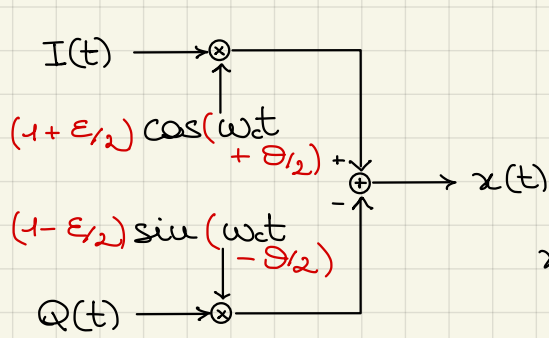 I(t)
(1 + ε/2) cos(ωct
+ θ/2)
+
+
x(t)
-
(1 - ε/2) sin(ωct
- θ/2)
Q(t)